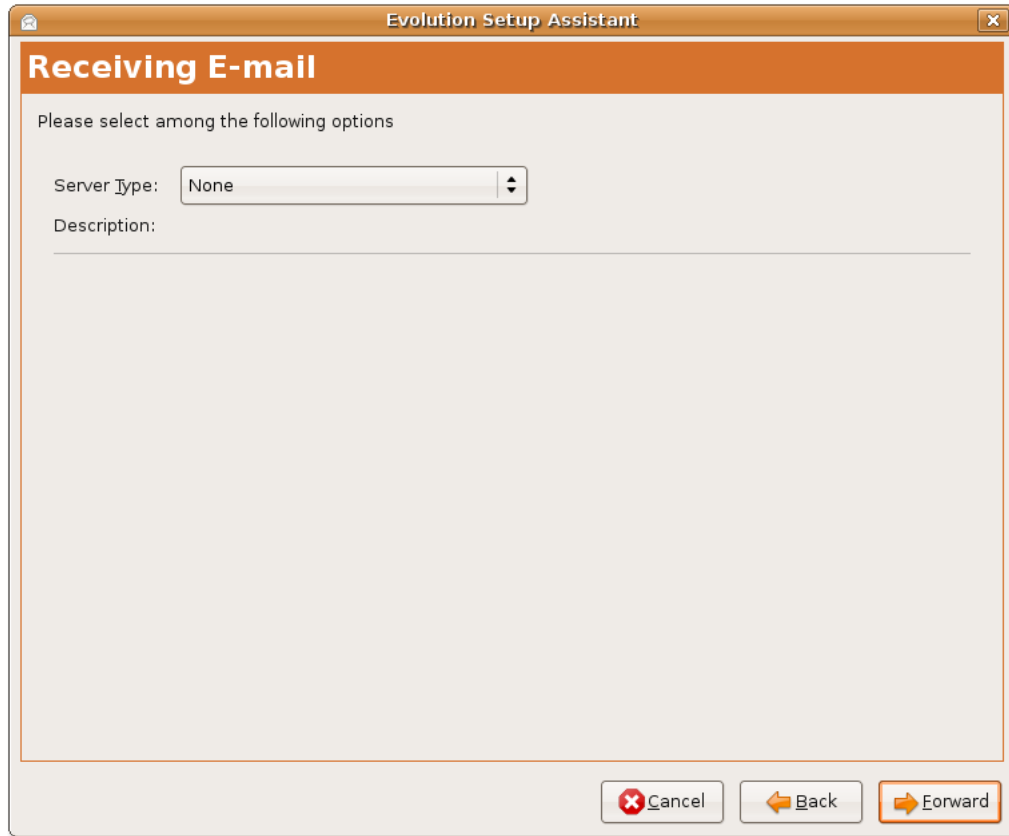 Evolution Setup Assistant
Receiving E-mail
Please select among the following options
Server Type: None
Description:
Cancel Back Forward